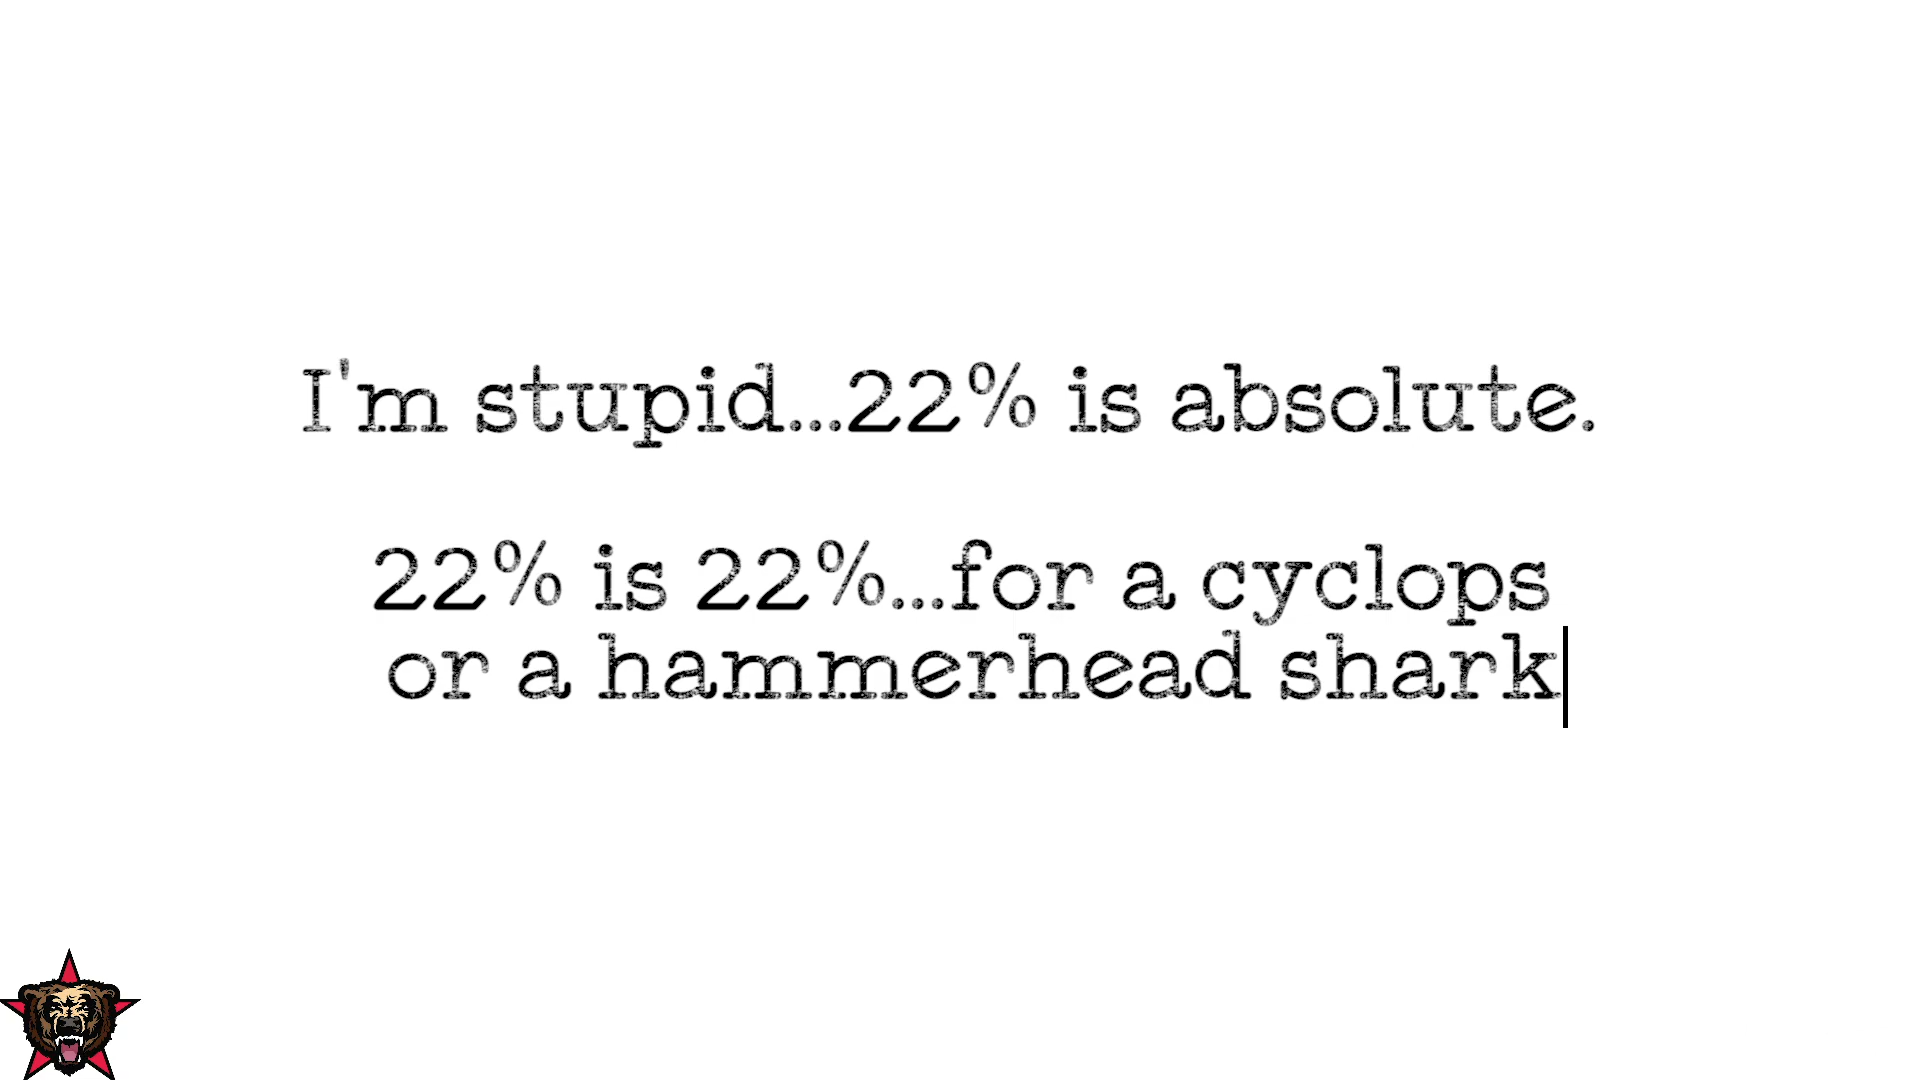 I'm stupid...22% is absolute.
22% is 22%...for a cyclops
or a hammerhead shark